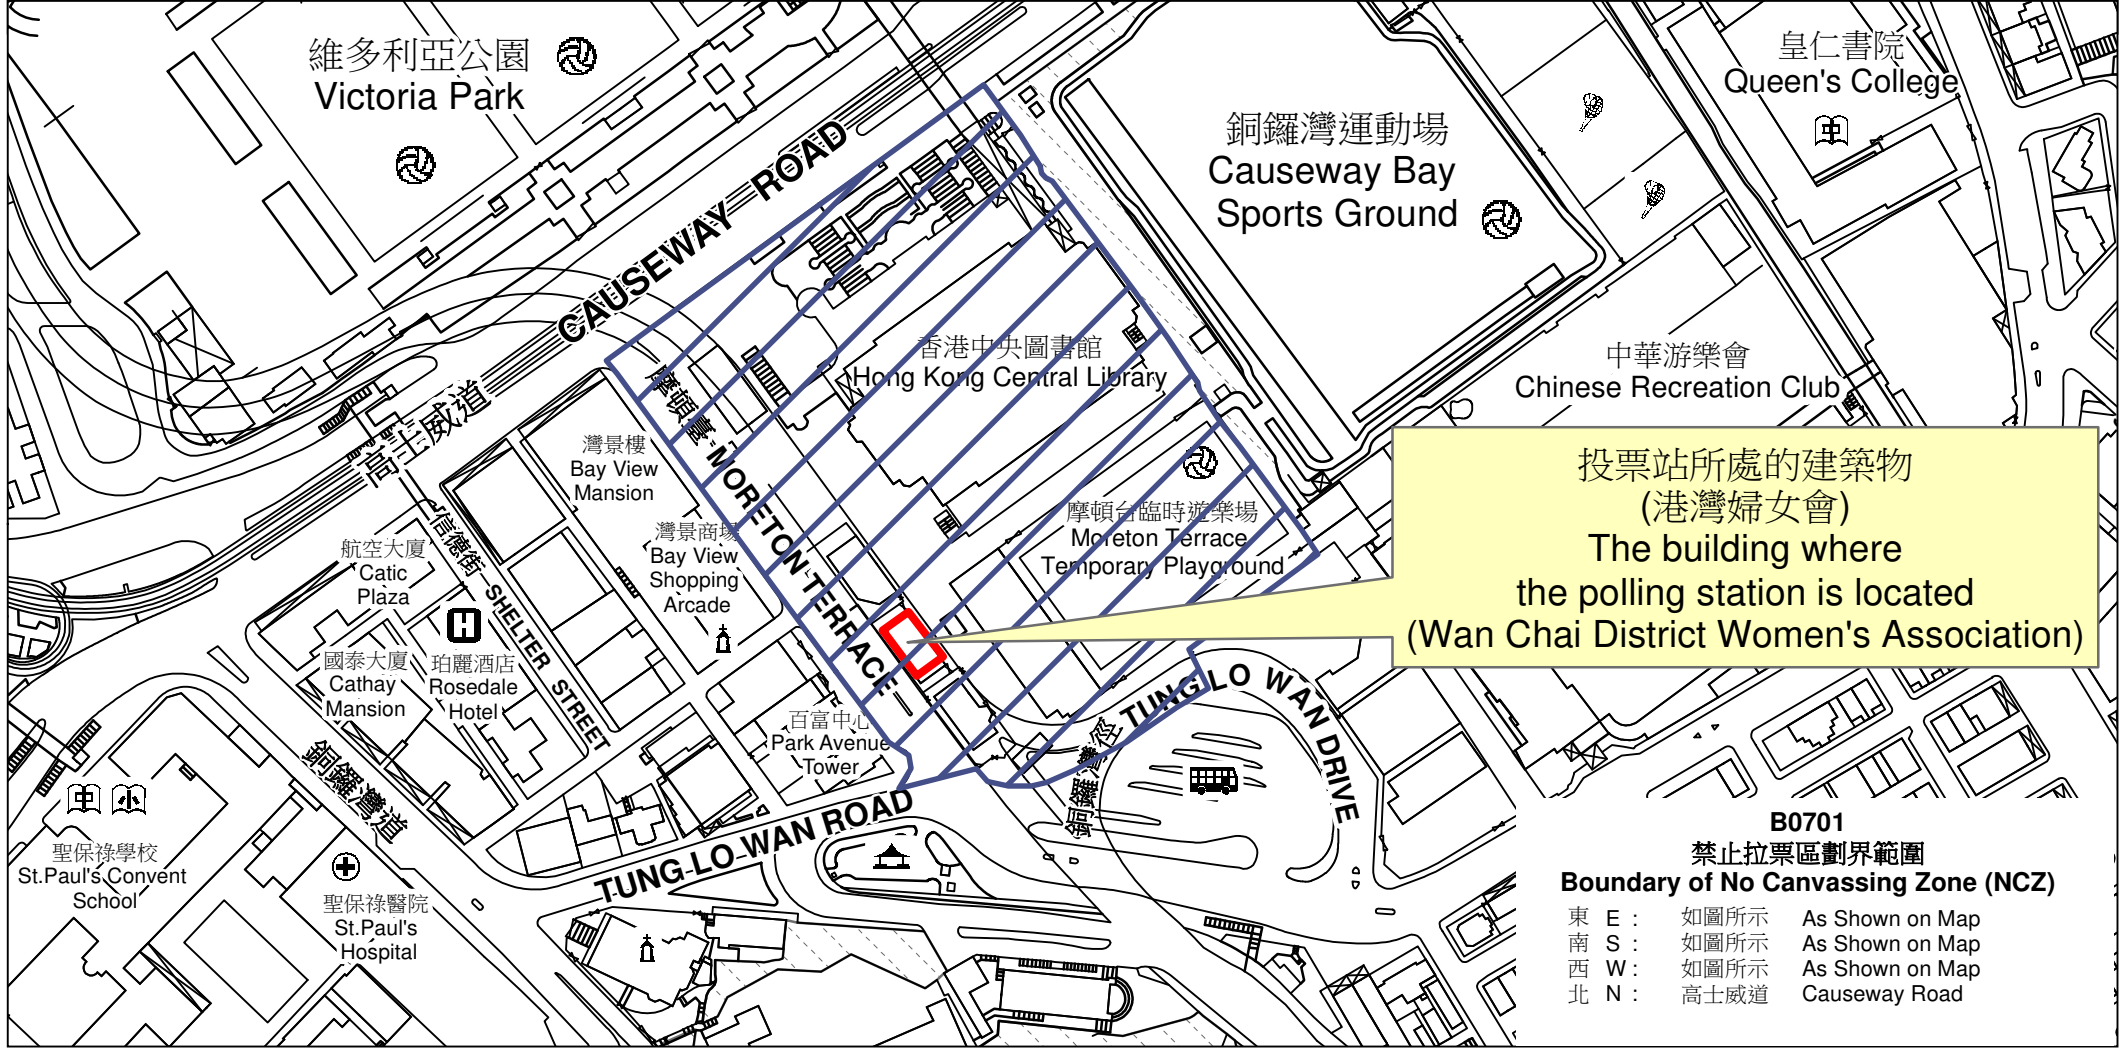 維多利亞公園
Victoria Park
皇仁書院
Queen's College
中
銅鑼灣運動場
Causeway Bay
Sports Ground
CAUSEWAY ROAD
高士威道
香港中央圖書館
Hong Kong Central Library
中華游樂會
Chinese Recreation Club
摩頓臺 MORETON TERRACE
灣景樓
Bay View
Mansion
灣景商場
Bay View
Shopping
Arcade
摩頓台臨時遊樂場
Moreton Terrace
Temporary Playground
投票站所處的建築物
(港灣婦女會)
The building where
the polling station is located
(Wan Chai District Women's Association)
信德街 SHELTER STREET
航空大廈
Catic
Plaza
H
國泰大廈
Cathay
Mansion
珀麗酒店
Rosedale
Hotel
百富中心
Park Avenue
Tower
銅鑼灣徑 TUNG LO WAN DRIVE
銅鑼灣道
TUNG LO WAN ROAD
中 小
聖保祿學校
St.Paul's Convent
School
聖保祿醫院
St.Paul's
Hospital
B0701
禁止拉票區劃界範圍
Boundary of No Canvassing Zone (NCZ)
東 E : 如圖所示 As Shown on Map
南 S : 如圖所示 As Shown on Map
西 W : 如圖所示 As Shown on Map
北 N : 高士威道 Causeway Road